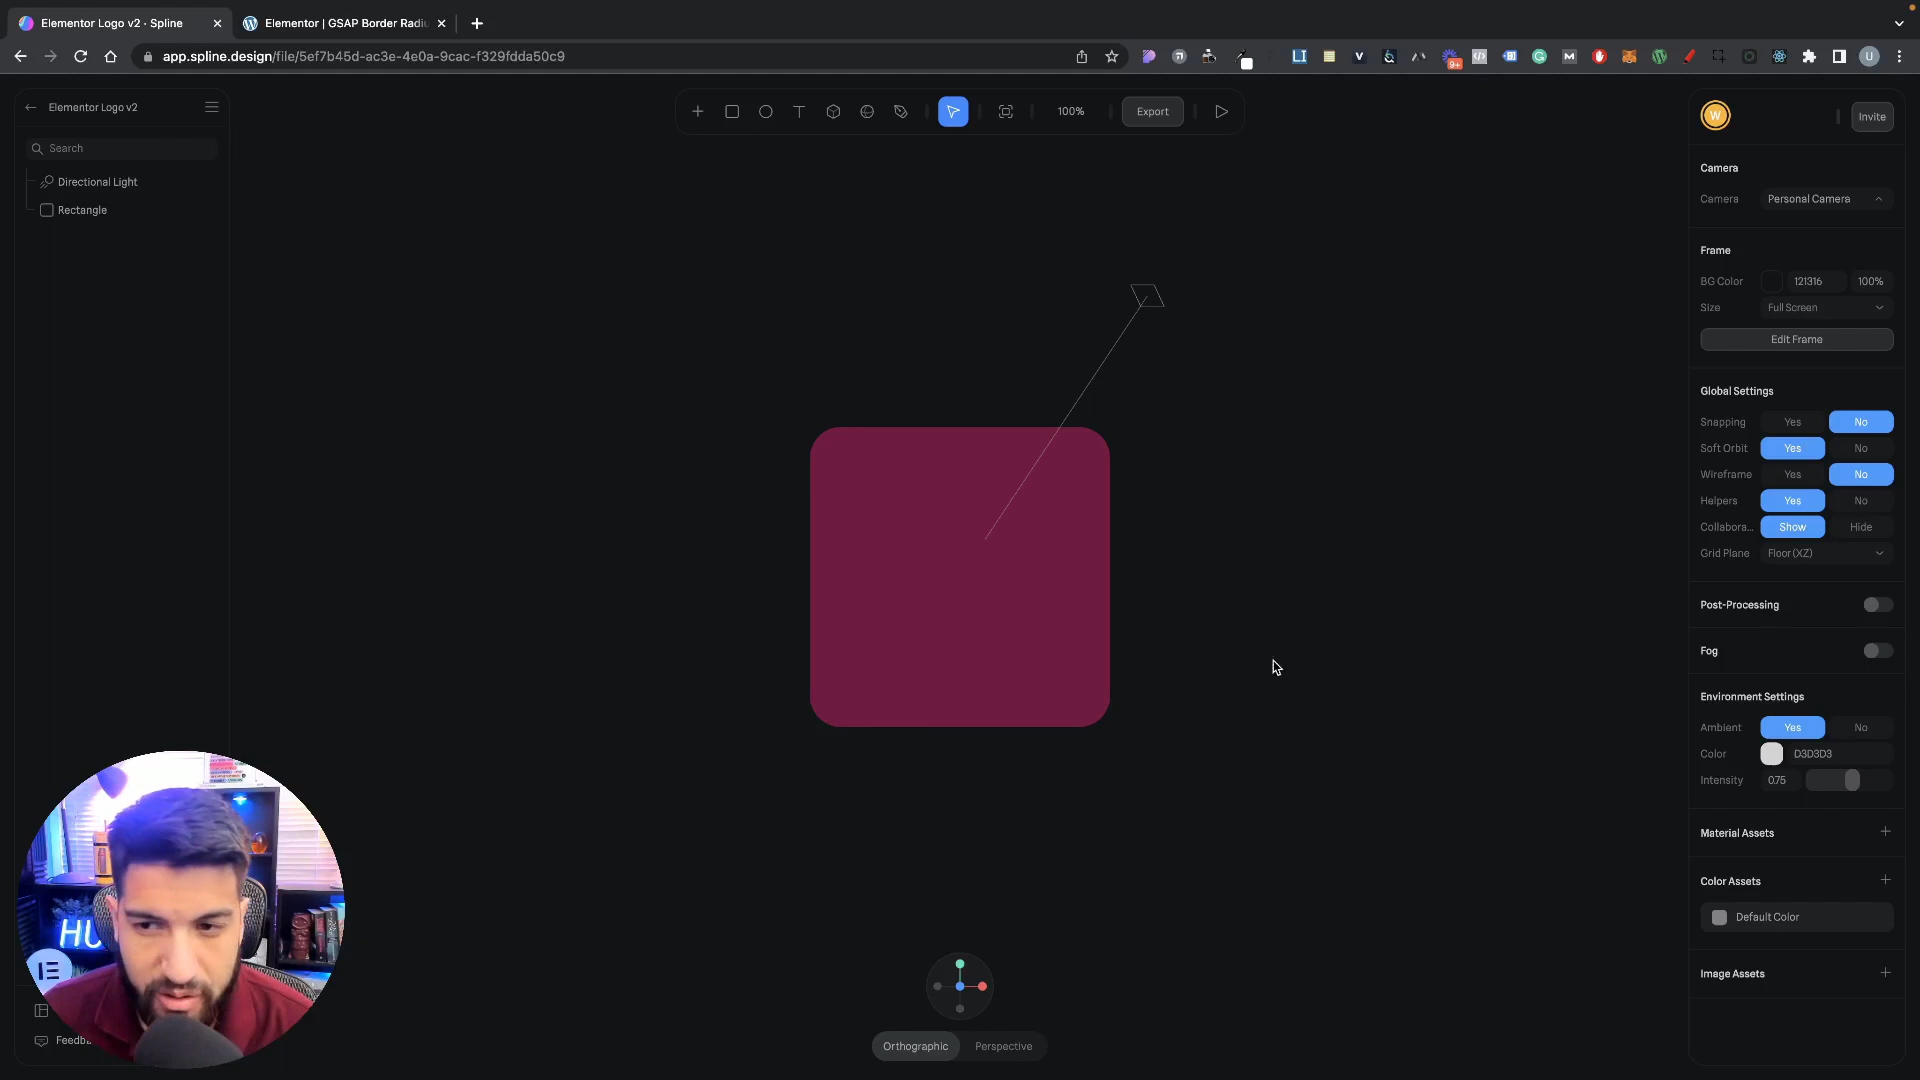 Elementor Logo v2 · Spline
Elementor | GSAP Border Radiu
app.spline.design/file/5ef7b45d-ac3e-4e0a-9cac-f329fdda50c9
9+
U
Elementor Logo v2
100%
Export
W
Invite
Search
Directional Light
Rectangle
Camera
Camera
Personal Camera
Frame
BG Color
121316
100%
Size
Full Screen
Edit Frame
Global Settings
Snapping
Yes
No
Soft Orbit
Yes
No
Wireframe
Yes
No
Helpers
Yes
No
Collabora...
Show
Hide
Grid Plane
Floor (XZ)
Post-Processing
Fog
Environment Settings
Ambient
Yes
No
Color
D3D3D3
Intensity
0.75
Material Assets
Color Assets
Default Color
Image Assets
HU
Feedba
Orthographic
Perspective